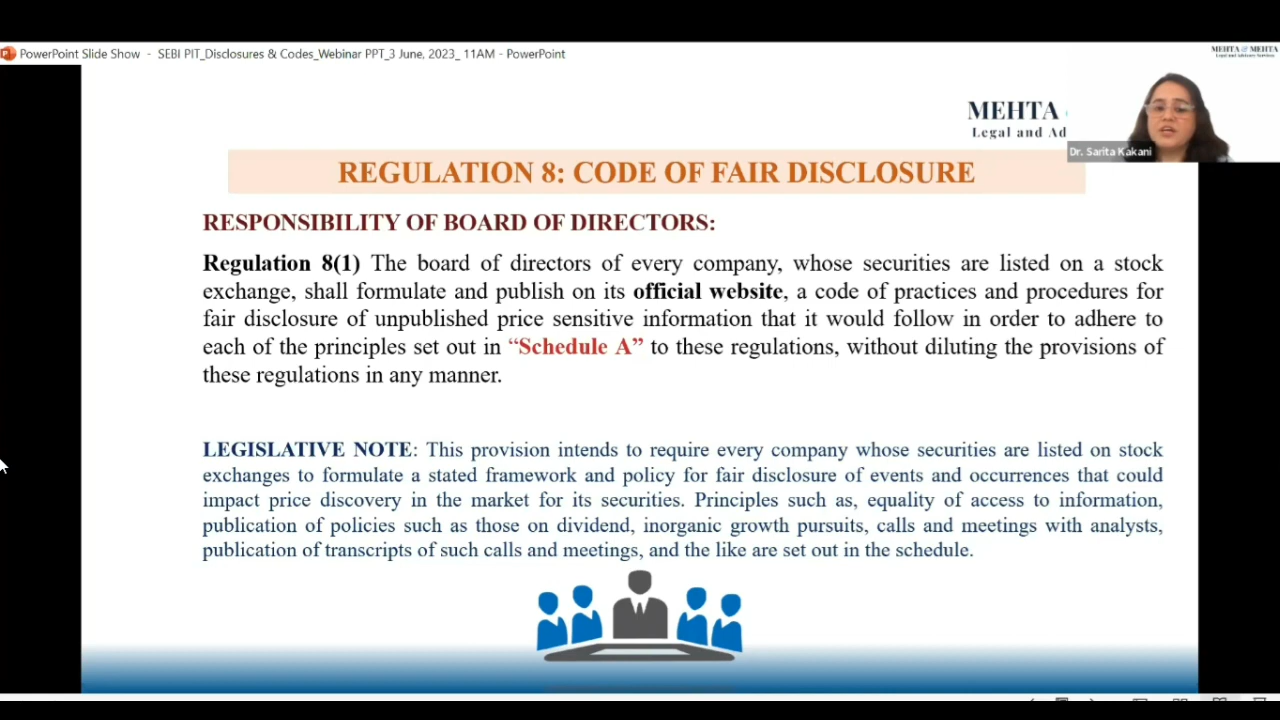 PowerPoint Slide Show - SEBI PIT_Disclosures & Codes_Webinar PPT_3 June, 2023_ 11AM - PowerPoint
MEHTA & MEHTA
Legal and Advisory Services
MEHTA
Legal and Ad
Dr. Sarita Kakani
REGULATION 8: CODE OF FAIR DISCLOSURE
RESPONSIBILITY OF BOARD OF DIRECTORS:
Regulation 8(1) The board of directors of every company, whose securities are listed on a stock
exchange, shall formulate and publish on its official website, a code of practices and procedures for
fair disclosure of unpublished price sensitive information that it would follow in order to adhere to
each of the principles set out in “Schedule A” to these regulations, without diluting the provisions of
these regulations in any manner.
LEGISLATIVE NOTE: This provision intends to require every company whose securities are listed on stock
exchanges to formulate a stated framework and policy for fair disclosure of events and occurrences that could
impact price discovery in the market for its securities. Principles such as, equality of access to information,
publication of policies such as those on dividend, inorganic growth pursuits, calls and meetings with analysts,
publication of transcripts of such calls and meetings, and the like are set out in the schedule.